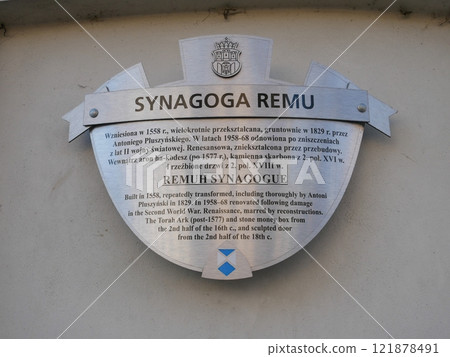 SYNAGOGA REMU
Wzniesiona w 1558 r., wielokrotnie przekształcana, gruntownie w 1829 r. przez
Antoniego Płuszyńskiego. W latach 1958-68 odnowiona po zniszczeniach
z lat II wojny światowej. Renesansowa, zniekształcona przez przebudowy.
Wewnątrz Aron ha-kodesz (po 1577 r.), kamienna skarbona z 2. poł. XVI w.
i rzeźbione drzwi z 2. poł. XVIII w.
REMUH SYNAGOGUE
Built in 1558, repeatedly transformed, including thoroughly by Antoni
Płuszyński in 1829. In 1958-68 renovated following damage
in the Second World War. Renaissance, marred by reconstructions.
The Torah Ark (post-1577) and stone money box from
the 2nd half of the 16th c., and sculpted door
from the 2nd half of the 18th c.
PIXTA
121878491